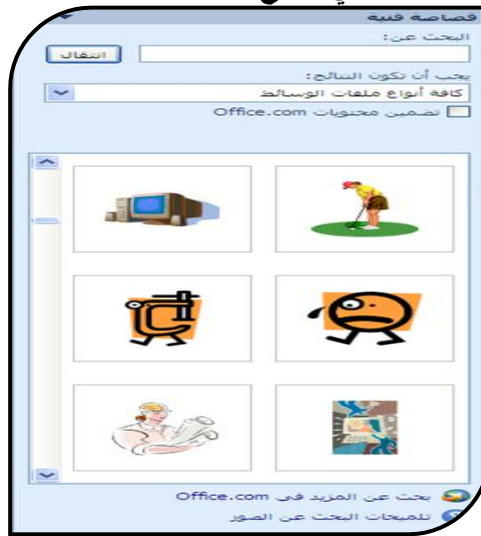 قصاصة فنية
البحث عن:
انتقال
يجب أن تكون النتائج:
كافة أنواع ملفات الوسائط
تضمين محتويات Office.com
بحث عن المزيد في Office.com
تلميحات البحث عن الصور